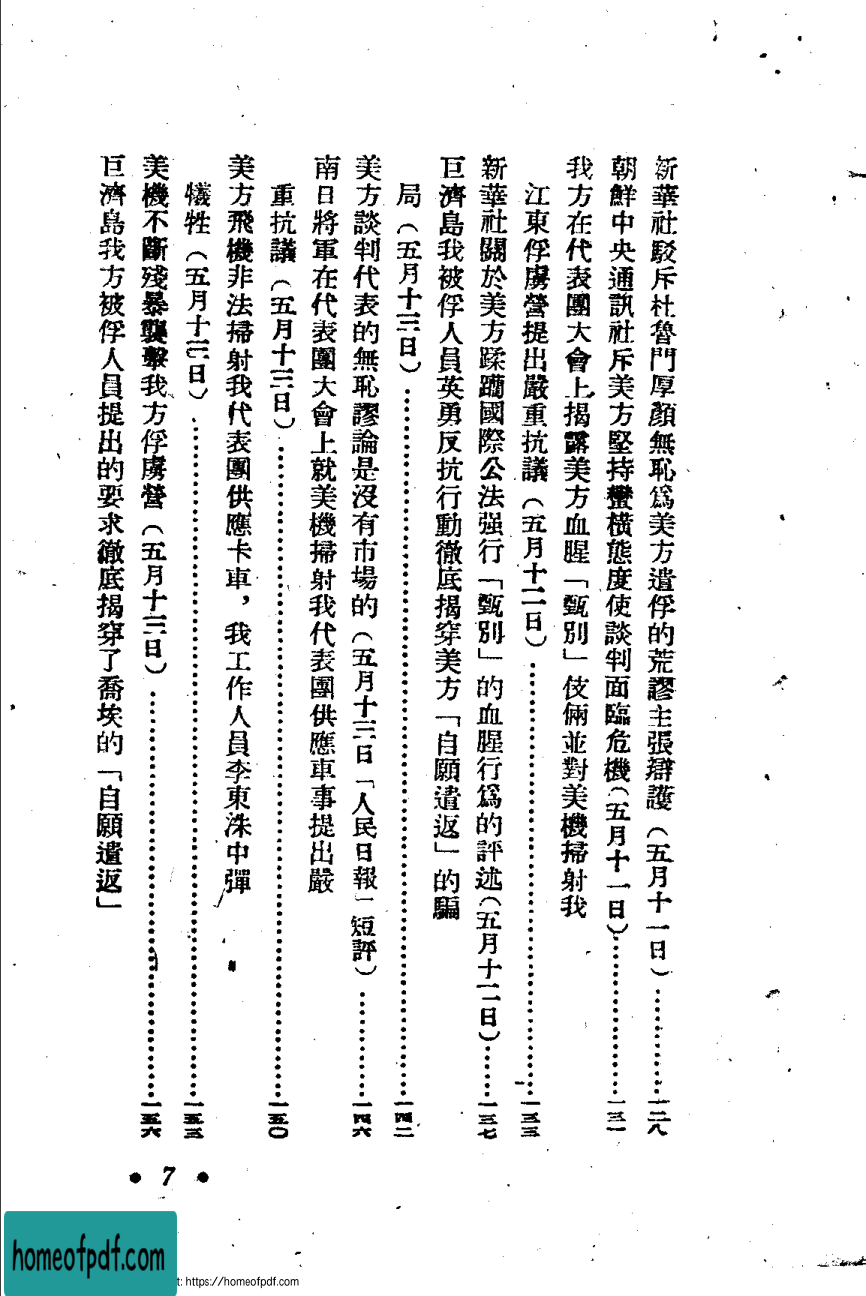 新華社駁斥杜魯門厚顏無恥爲美方遣俘的荒謬主張辯護（五月十一日）…………一二八
朝鮮中央通訊社斥美方堅持蠻橫態度使談判面臨危機（五月十一日）……………一三一
我方在代表團大會上揭露美方血腥「甄別」伎倆並對美機掃射我
江東俘虜營提出嚴重抗議（五月十二日）………………………………………一三三
新華社關於美方蹂躪國際公法强行「甄別」的血腥行爲的評述（五月十二日）……一三七
巨濟島我被俘人員英勇反抗行動徹底揭穿美方「自願遣返」的騙
局（五月十三日）………………………………………………………………一四二
美方談判代表的無恥謬論是沒有市場的（五月十三日「人民日報」短評）…………一四六
南日將軍在代表團大會上就美機掃射我代表團供應車事提出嚴
重抗議（五月十三日）……………………………………………………………一五〇
美方飛機非法掃射我代表團供應卡車，我工作人員李東洙中彈
犧牲（五月十三日）………………………………………………………………一五三
美機不斷殘暴襲擊我方俘虜營（五月十三日）……………………………………一五六
巨濟島我方被俘人員提出的要求徹底揭穿了喬埃的「自願遣返」
• 7 •
homeofpdf.com
t: https://homeofpdf.com